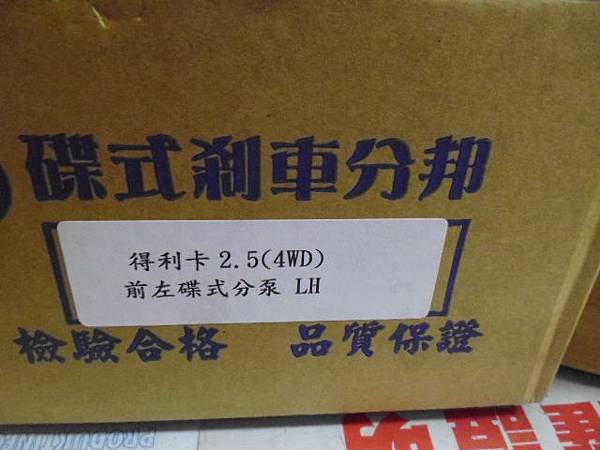 碟式剎車分邦
得利卡 2.5(4WD)
前左碟式分泵 LH
檢驗合格 品質保證